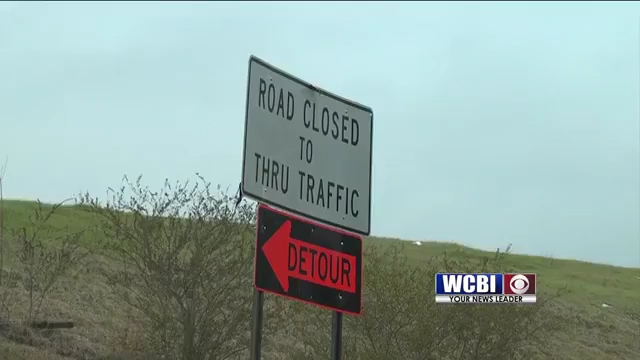 ROAD CLOSED
TO
THRU TRAFFIC
DETOUR
WCBI
YOUR NEWS LEADER